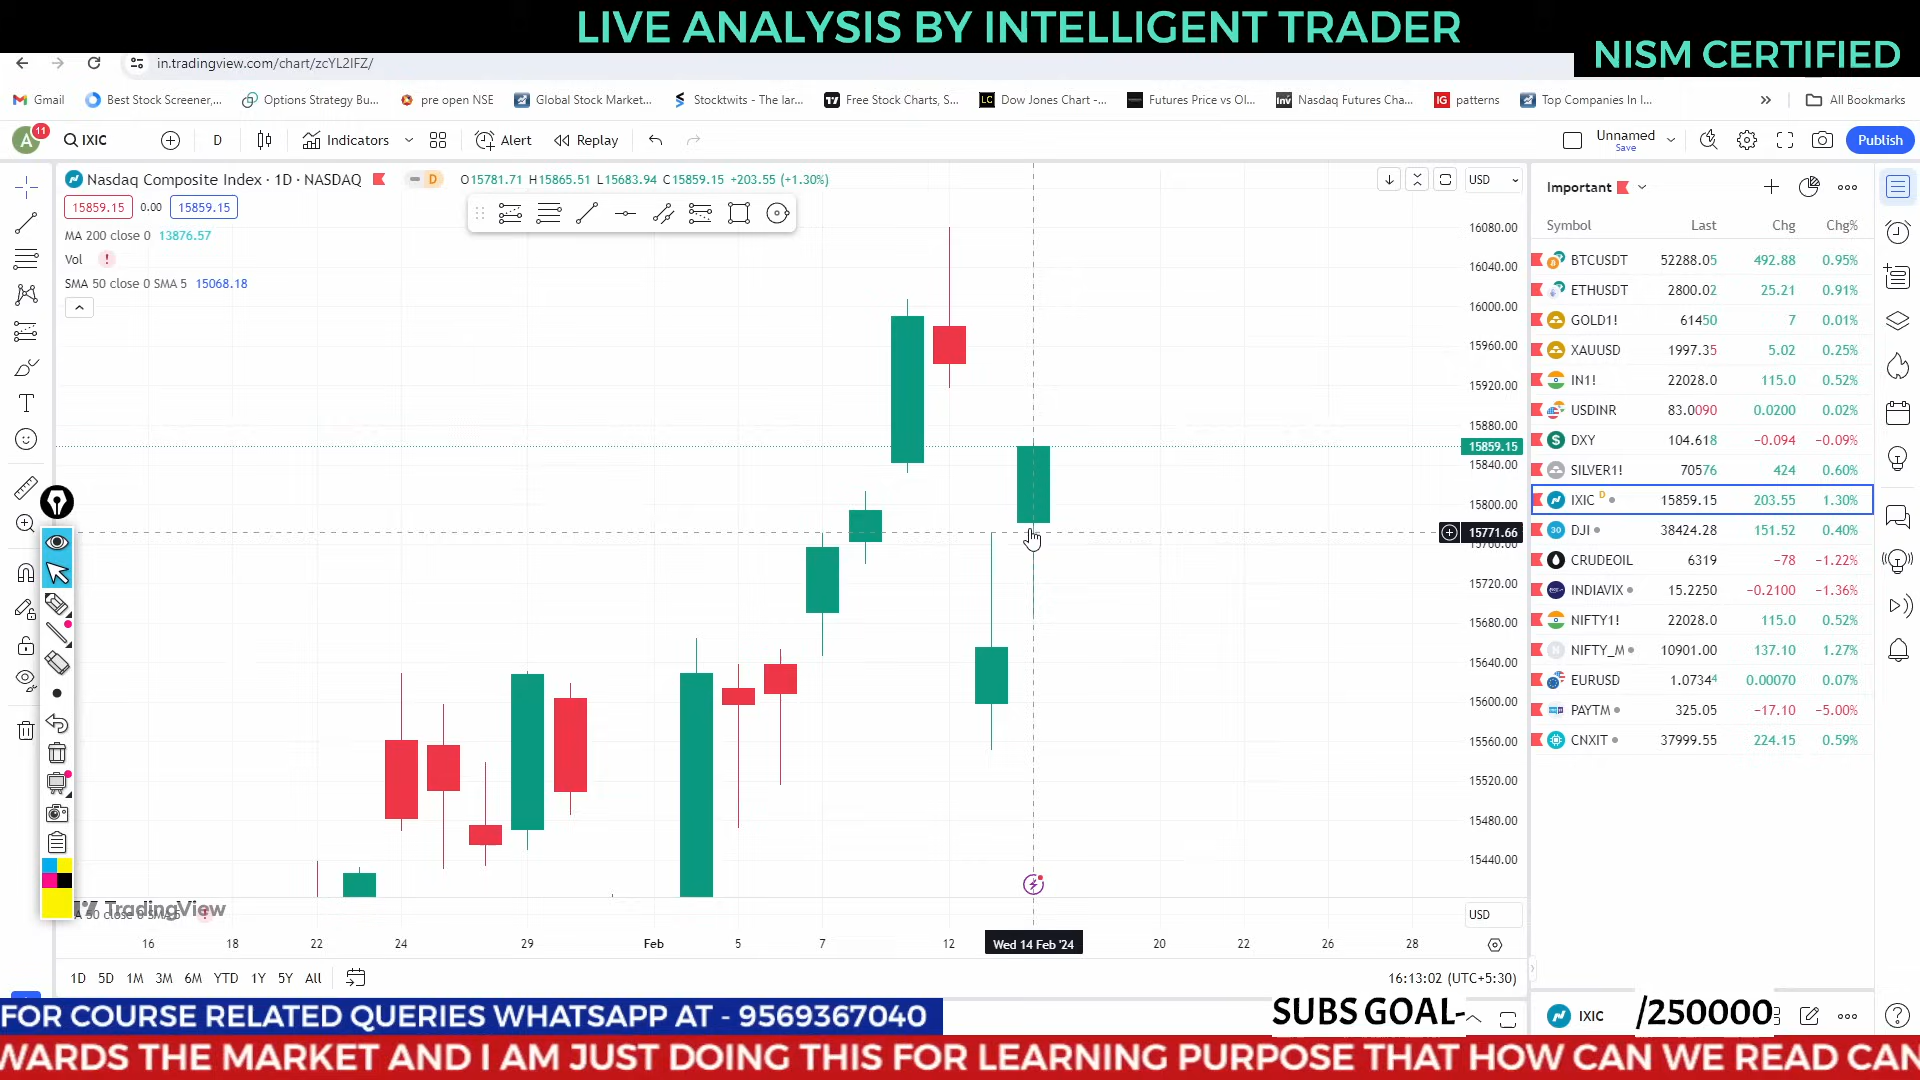 LIVE ANALYSIS BY INTELLIGENT TRADER
NISM CERTIFIED
in.tradingview.com/chart/zcYL2IFZ/
Gmail Best Stock Screener,... Options Strategy Bu... pre open NSE Global Stock Market... Stocktwits - The lar... Free Stock Charts, S... Dow Jones Chart -... Futures Price vs Ol... Nasdaq Futures Cha... IG patterns Top Companies In I... All Bookmarks
A 11 IXIC D Indicators Alert Replay Unnamed Save Publish
Nasdaq Composite Index · 1D · NASDAQ D O15781.71 H15865.51 L15683.94 C15859.15 +203.55 (+1.30%) USD
15859.15 0.00 15859.15
MA 200 close 0 13876.57
Vol !
SMA 50 close 0 SMA 5 15068.18
16080.00
16040.00
16000.00
15960.00
15920.00
15880.00
15859.15
15840.00
15800.00
15771.66
15760.00
15720.00
15680.00
15640.00
15600.00
15560.00
15520.00
15480.00
15440.00
USD
TradingView
16 18 22 24 29 Feb 5 7 12 Wed 14 Feb '24 20 22 26 28
1D 5D 1M 3M 6M YTD 1Y 5Y All 16:13:02 (UTC+5:30)
Important
Symbol Last Chg Chg%
BTCUSDT 52288.05 492.88 0.95%
ETHUSDT 2800.02 25.21 0.91%
GOLD1! 61450 7 0.01%
XAUUSD 1997.35 5.02 0.25%
IN1! 22028.0 115.0 0.52%
USDINR 83.0090 0.0200 0.02%
DXY 104.618 −0.094 −0.09%
SILVER1! 70576 424 0.60%
IXIC D 15859.15 203.55 1.30%
DJI 38424.28 151.52 0.40%
CRUDEOIL 6319 −78 −1.22%
INDIAVIX 15.2250 −0.2100 −1.36%
NIFTY1! 22028.0 115.0 0.52%
NIFTY_M 10901.00 137.10 1.27%
EURUSD 1.07344 0.00070 0.07%
PAYTM 325.05 −17.10 −5.00%
CNXIT 37999.55 224.15 0.59%
FOR COURSE RELATED QUERIES WHATSAPP AT - 9569367040
SUBS GOAL- /250000
IXIC
WARDS THE MARKET AND I AM JUST DOING THIS FOR LEARNING PURPOSE THAT HOW CAN WE READ CAN